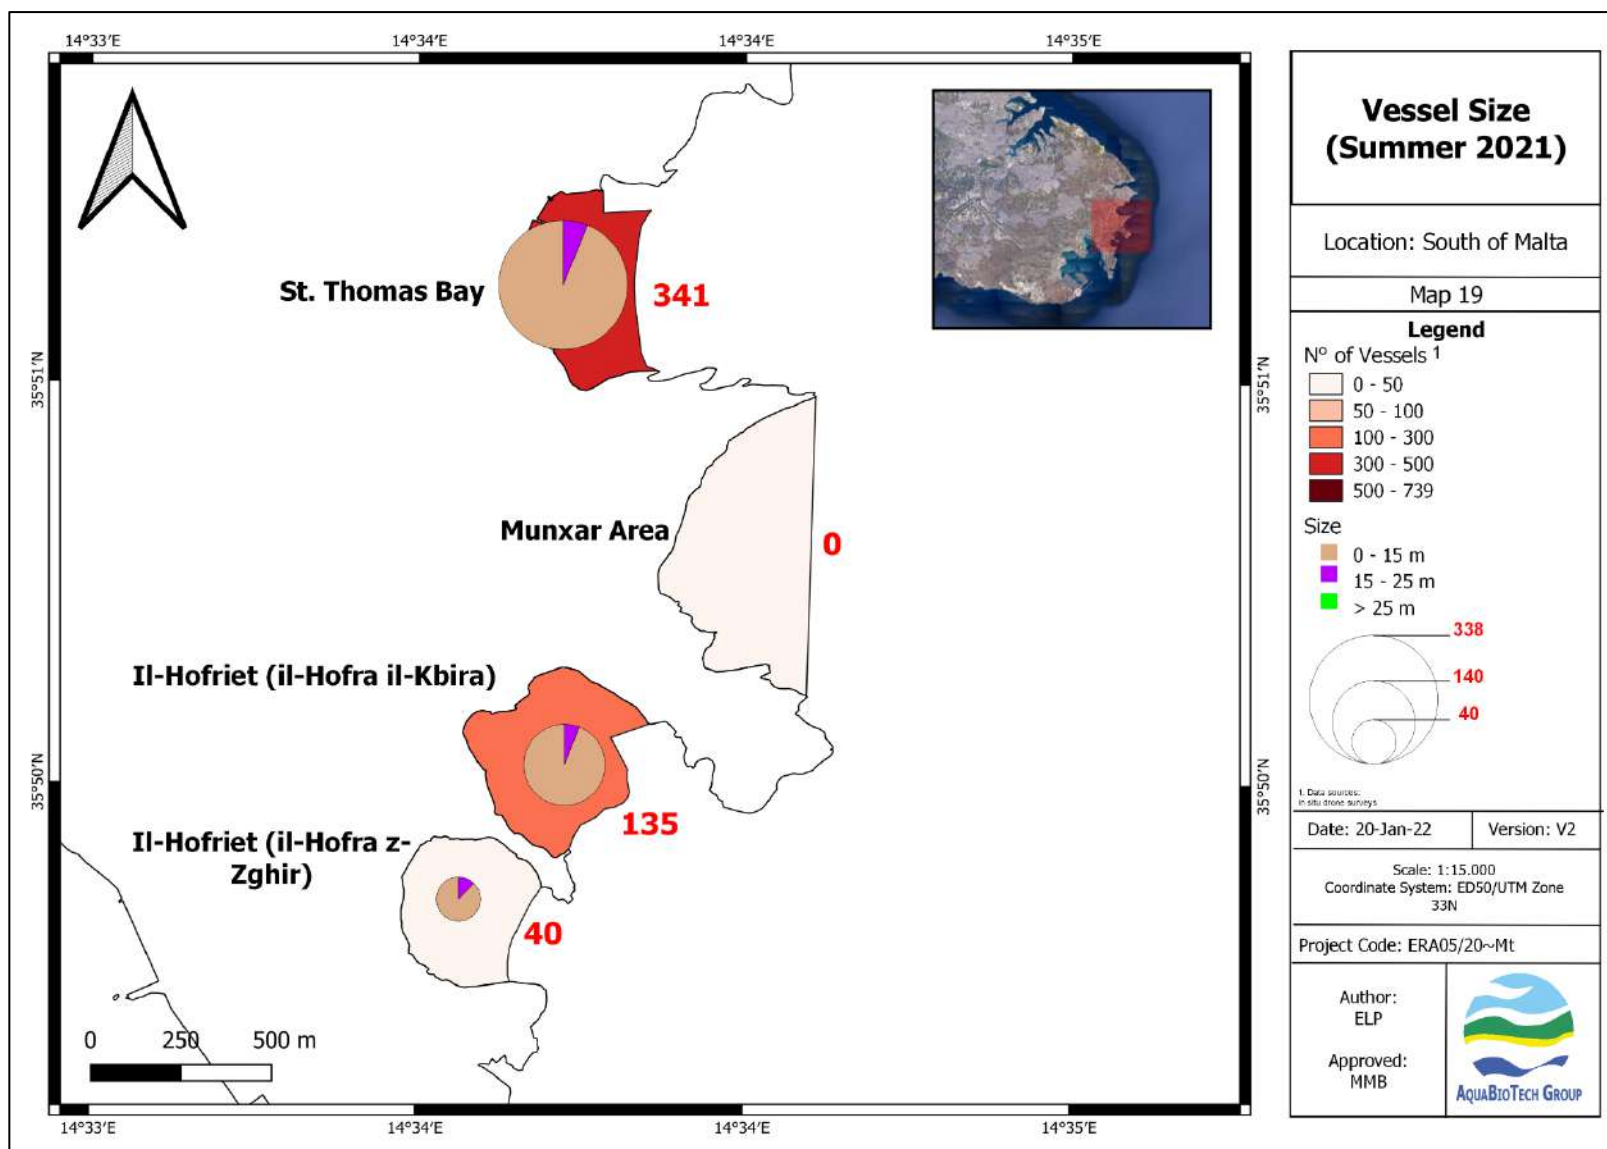 14°33'E
14°34'E
14°34'E
14°35'E
St. Thomas Bay
341
35°51'N
35°51'N
Munxar Area
0
Il-Hofriet (il-Hofra il-Kbira)
135
35°50'N
35°50'N
Il-Hofriet (il-Hofra z-
Zghir)
40
0 250 500 m
14°33'E
14°34'E
14°34'E
14°35'E
Vessel Size
(Summer 2021)
Location: South of Malta
Map 19
Legend
N° of Vessels 1
0 - 50
50 - 100
100 - 300
300 - 500
500 - 739
Size
0 - 15 m
15 - 25 m
> 25 m
338
140
40
1. Data sources:
in situ drone surveys
Date: 20-Jan-22
Version: V2
Scale: 1:15.000
Coordinate System: ED50/UTM Zone
33N
Project Code: ERA05/20~Mt
Author:
ELP
Approved:
MMB
AQUABIOTECH GROUP